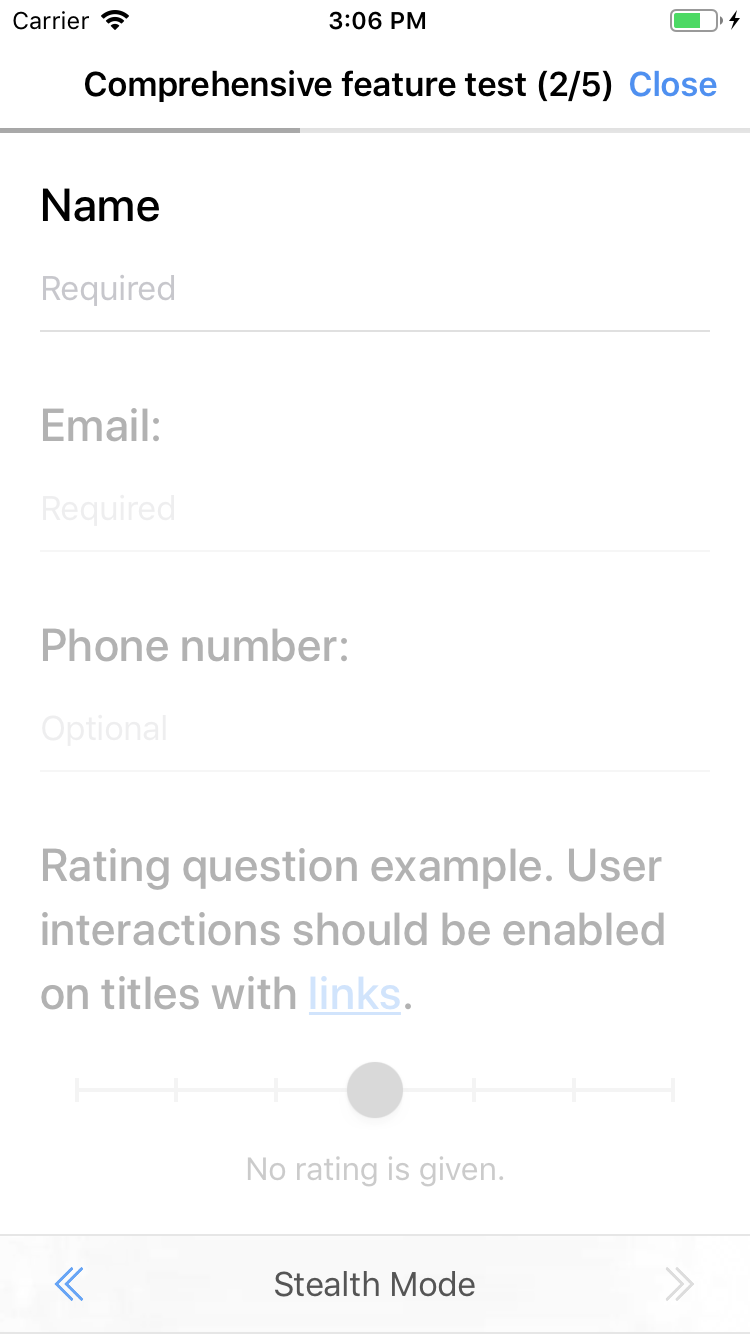 Carrier 3:06 PM
Comprehensive feature test (2/5) Close
Name
Required
Email:
Required
Phone number:
Optional
Rating question example. User
interactions should be enabled
on titles with links.
No rating is given.
Stealth Mode